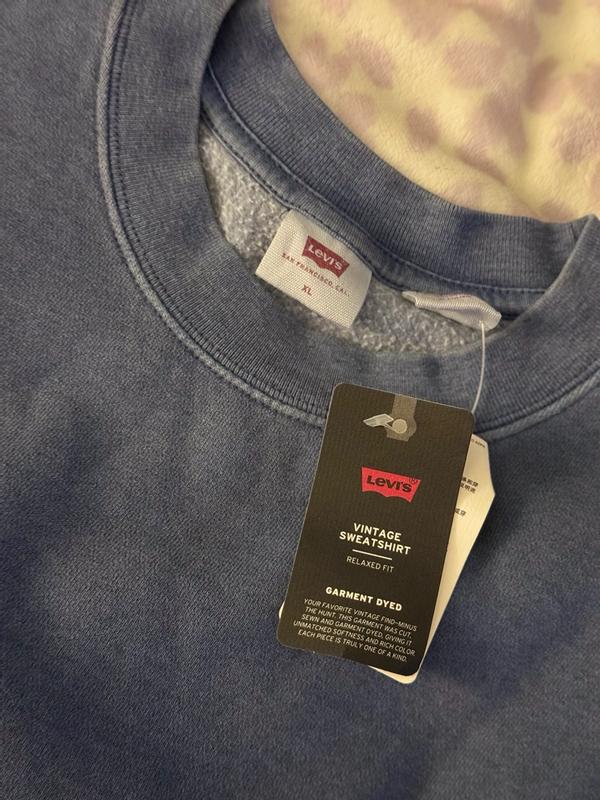 Levi's
SAN FRANCISCO, CAL.
XL
Levi's®
VINTAGE
SWEATSHIRT
RELAXED FIT
GARMENT DYED
YOUR FAVORITE VINTAGE FIND–MINUS
THE HUNT. THIS GARMENT WAS CUT,
SEWN AND GARMENT DYED, GIVING IT
UNMATCHED SOFTNESS AND RICH COLOR.
EACH PIECE IS TRULY ONE OF A KIND.